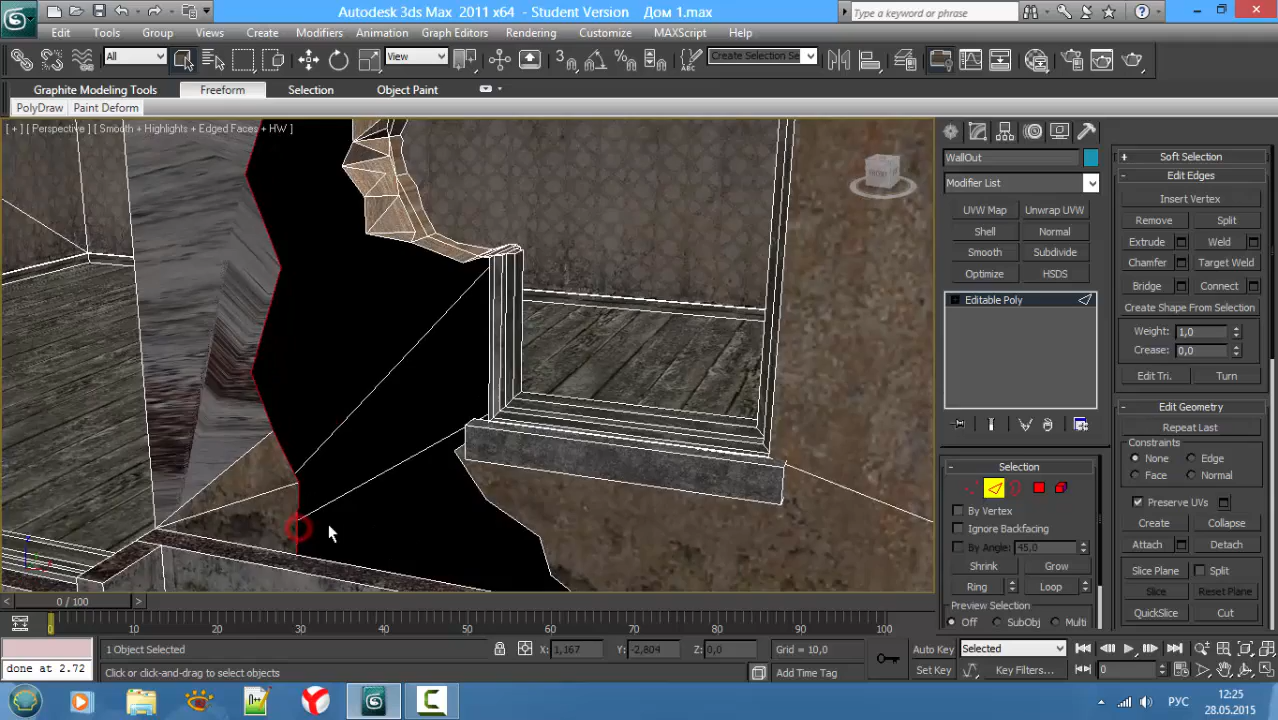 Autodesk 3ds Max 2011 x64 - Student Version Дом 1.max
Type a keyword or phrase
Edit Tools Group Views Create Modifiers Animation Graph Editors Rendering Customize MAXScript Help
All View Create Selection Se
Graphite Modeling Tools Freeform Selection Object Paint
PolyDraw Paint Deform
[ + ] [ Perspective ] [ Smooth + Highlights + Edged Faces + HW ]
WallOut
Modifier List
UVW Map Unwrap UVW
Shell Normal
Smooth Subdivide
Optimize HSDS
Editable Poly
Selection
By Vertex
Ignore Backfacing
By Angle: 45,0
Shrink Grow
Ring Loop
Preview Selection
Off SubObj Multi
Soft Selection
Edit Edges
Insert Vertex
Remove Split
Extrude Weld
Chamfer Target Weld
Bridge Connect
Create Shape From Selection
Weight: 1,0
Crease: 0,0
Edit Tri. Turn
Edit Geometry
Repeat Last
Constraints
None Edge
Face Normal
Preserve UVs
Create Collapse
Attach Detach
Slice Plane Split
Slice Reset Plane
QuickSlice Cut
0 / 100
0 10 20 30 40 50 60 70 80 90 100
done at 2.72
1 Object Selected X: 1,167 Y: -2,804 Z: 0,0 Grid = 10,0
Click or click-and-drag to select objects Add Time Tag
Auto Key Selected
Set Key Key Filters... 0
РУС 12:25
28.05.2015